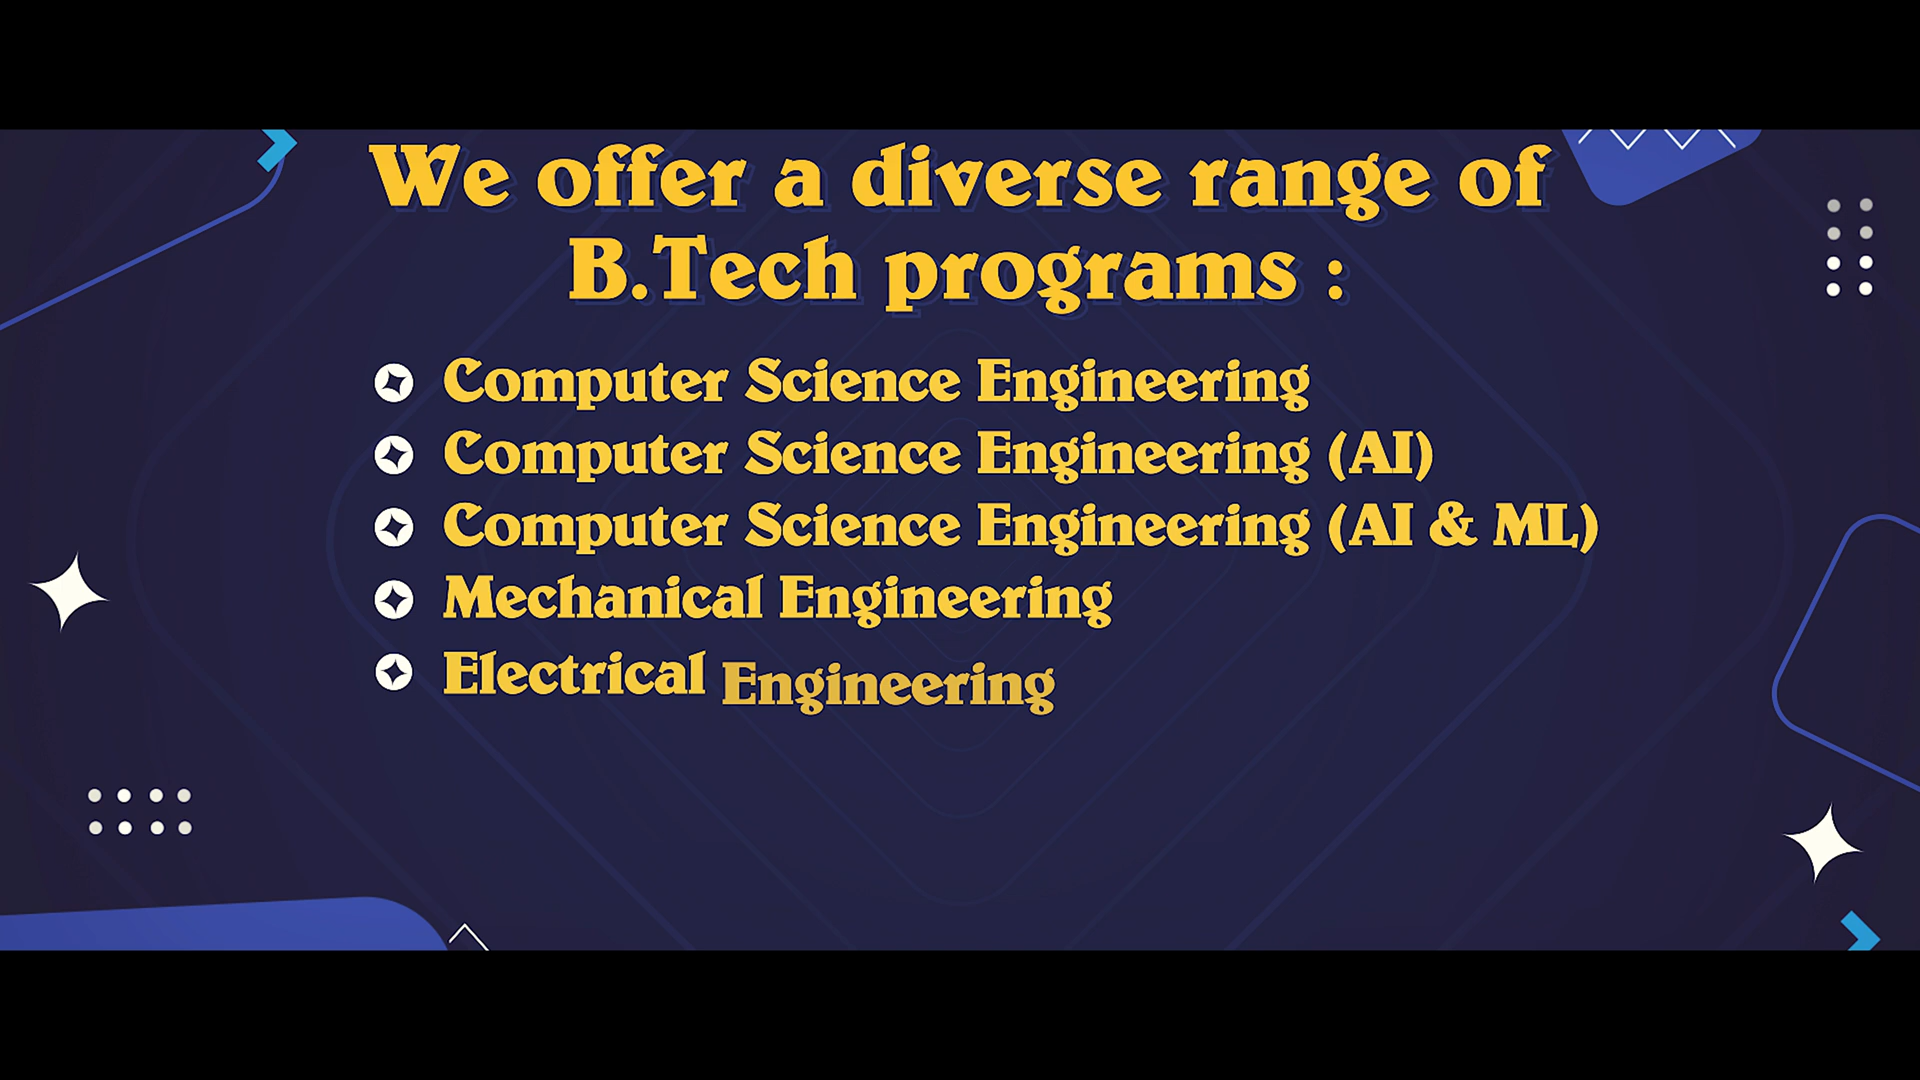 We offer a diverse range of
B.Tech programs :
Computer Science Engineering
Computer Science Engineering (AI)
Computer Science Engineering (AI & ML)
Mechanical Engineering
Electrical Engineering